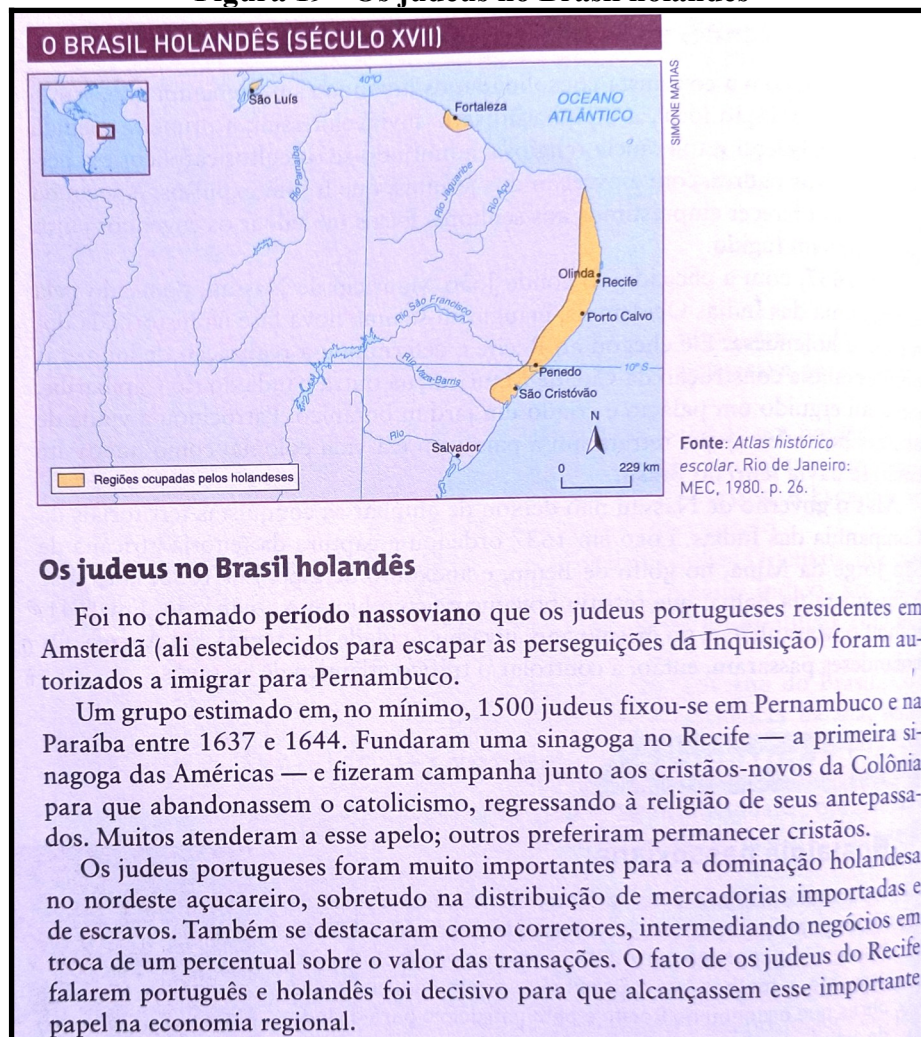 Figura 19 – Os judeus no Brasil holandês
O BRASIL HOLANDÊS (SÉCULO XVII)
40°O
São Luís
Fortaleza
OCEANO
ATLÂNTICO
SIMONE MATIAS
0°
Rio Parnaíba
Rio Jaguaribe
Rio Açu
Olinda
Recife
Porto Calvo
Rio São Francisco
10° S
Penedo
Rio Vaza-Barris
São Cristóvão
N
Rio
Salvador
0 229 km
Regiões ocupadas pelos holandeses
Fonte: Atlas histórico
escolar. Rio de Janeiro:
MEC, 1980. p. 26.
Os judeus no Brasil holandês
Foi no chamado período nassoviano que os judeus portugueses residentes em
Amsterdã (ali estabelecidos para escapar às perseguições da Inquisição) foram au-
torizados a imigrar para Pernambuco.
Um grupo estimado em, no mínimo, 1500 judeus fixou-se em Pernambuco e na
Paraíba entre 1637 e 1644. Fundaram uma sinagoga no Recife — a primeira si-
nagoga das Américas — e fizeram campanha junto aos cristãos-novos da Colônia
para que abandonassem o catolicismo, regressando à religião de seus antepassa-
dos. Muitos atenderam a esse apelo; outros preferiram permanecer cristãos.
Os judeus portugueses foram muito importantes para a dominação holandesa
no nordeste açucareiro, sobretudo na distribuição de mercadorias importadas e
de escravos. Também se destacaram como corretores, intermediando negócios em
troca de um percentual sobre o valor das transações. O fato de os judeus do Recife
falarem português e holandês foi decisivo para que alcançassem esse importante
papel na economia regional.